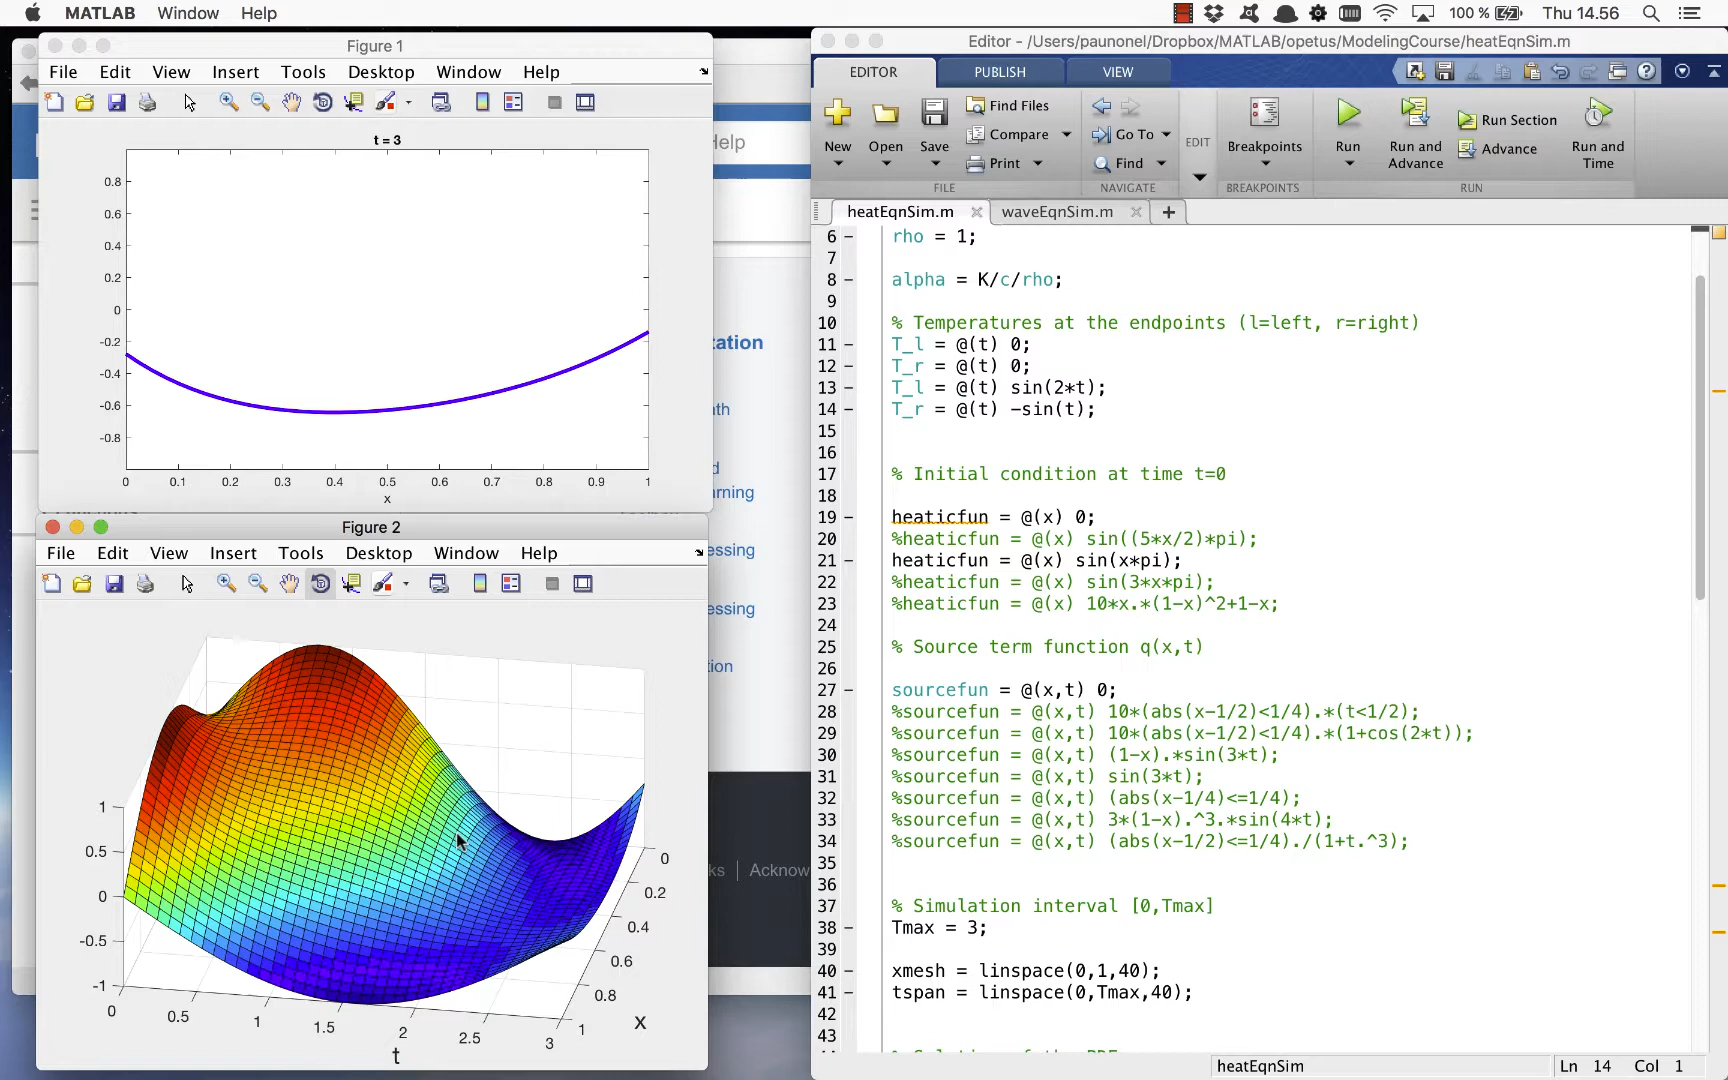 MATLAB Window Help
100 % Thu 14.56
Figure 1
File Edit View Insert Tools Desktop Window Help
t = 3
0.8
0.6
0.4
0.2
0
-0.2
-0.4
-0.6
-0.8
0 0.1 0.2 0.3 0.4 0.5 0.6 0.7 0.8 0.9 1
x
Figure 2
File Edit View Insert Tools Desktop Window Help
1
0.5
0
-0.5
-1
0 0.5 1 1.5 2 2.5 3
t
0
0.2
0.4
0.6
0.8
1
x
Help
tation
rning
essing
essing
tion
Acknow
Editor - /Users/paunonel/Dropbox/MATLAB/opetus/ModelingCourse/heatEqnSim.m
EDITOR PUBLISH VIEW
New Open Save
Find Files
Compare
Print
FILE
Go To
Find
NAVIGATE
EDIT
Breakpoints
BREAKPOINTS
Run
Run and Advance
Run Section
Advance
Run and Time
RUN
heatEqnSim.m waveEqnSim.m
6 rho = 1;
7
8 alpha = K/c/rho;
9
10 % Temperatures at the endpoints (l=left, r=right)
11 T_l = @(t) 0;
12 T_r = @(t) 0;
13 T_l = @(t) sin(2*t);
14 T_r = @(t) -sin(t);
15
16
17 % Initial condition at time t=0
18
19 heaticfun = @(x) 0;
20 %heaticfun = @(x) sin((5*x/2)*pi);
21 heaticfun = @(x) sin(x*pi);
22 %heaticfun = @(x) sin(3*x*pi);
23 %heaticfun = @(x) 10*x.*(1-x)^2+1-x;
24
25 % Source term function q(x,t)
26
27 sourcefun = @(x,t) 0;
28 %sourcefun = @(x,t) 10*(abs(x-1/2)<1/4).*(t<1/2);
29 %sourcefun = @(x,t) 10*(abs(x-1/2)<1/4).*(1+cos(2*t));
30 %sourcefun = @(x,t) (1-x).*sin(3*t);
31 %sourcefun = @(x,t) sin(3*t);
32 %sourcefun = @(x,t) (abs(x-1/4)<=1/4);
33 %sourcefun = @(x,t) 3*(1-x).^3.*sin(4*t);
34 %sourcefun = @(x,t) (abs(x-1/2)<=1/4)./(1+t.^3);
35
36
37 % Simulation interval [0,Tmax]
38 Tmax = 3;
39
40 xmesh = linspace(0,1,40);
41 tspan = linspace(0,Tmax,40);
42
43
heatEqnSim Ln 14 Col 1